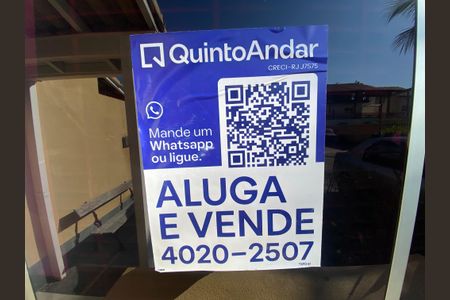 QuintoAndar
CRECI-RJ J7575
Mande um
Whatsapp
ou ligue.
ALUGA
E VENDE
4020-2507